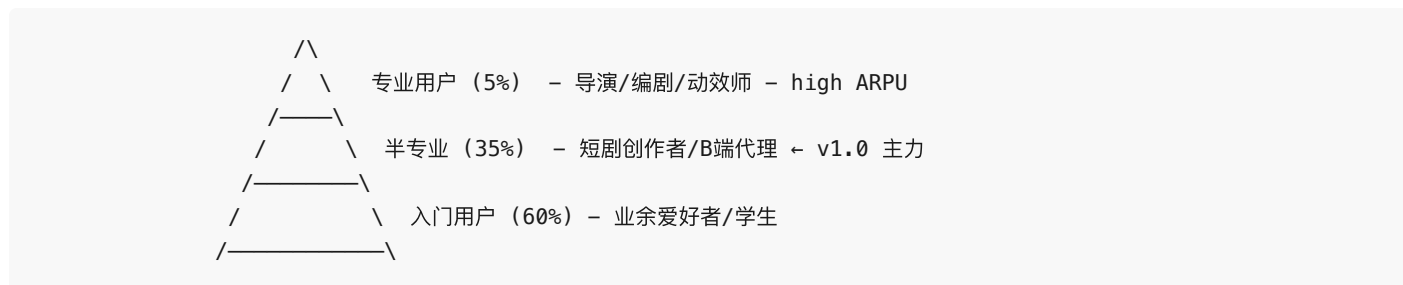 /\
/  \   专业用户 (5%)  — 导演/编剧/动效师 — high ARPU
/────\
/      \  半专业 (35%)  — 短剧创作者/B端代理 ← v1.0 主力
/────────\
/          \  入门用户 (60%) — 业余爱好者/学生
/────────────\